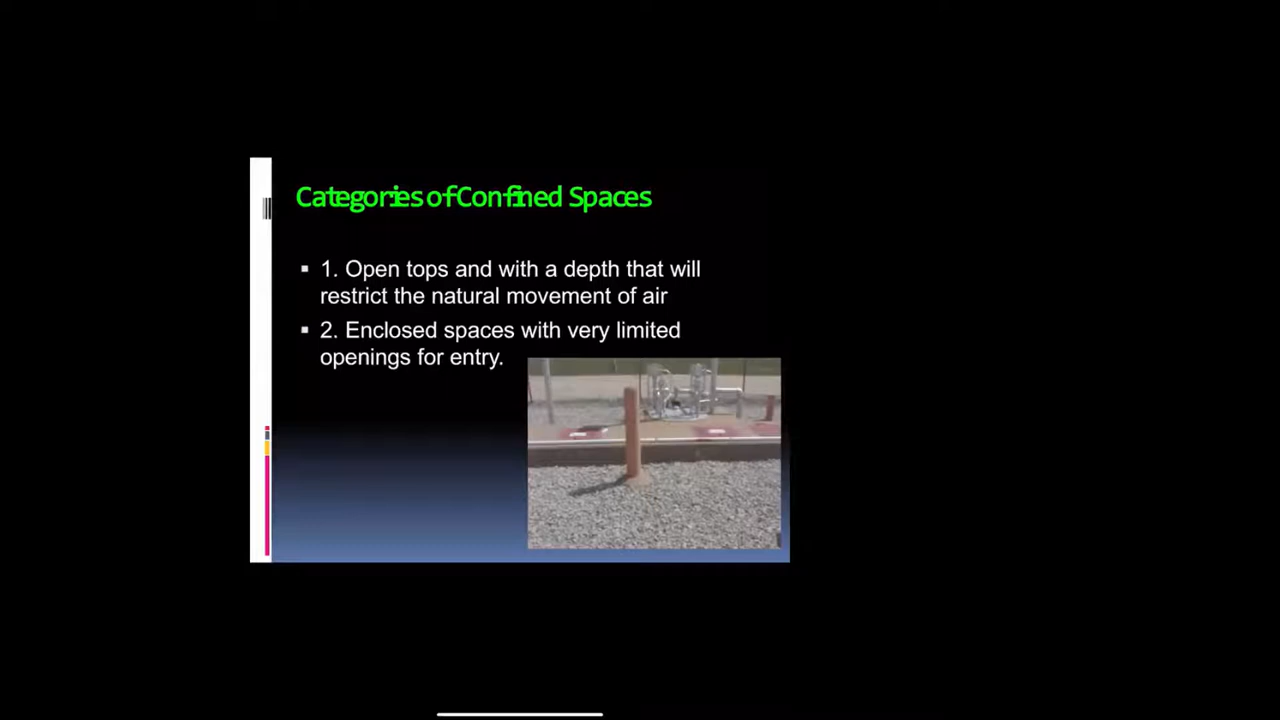 Categories of Confined Spaces
▪ 1. Open tops and with a depth that will
restrict the natural movement of air
▪ 2. Enclosed spaces with very limited
openings for entry.